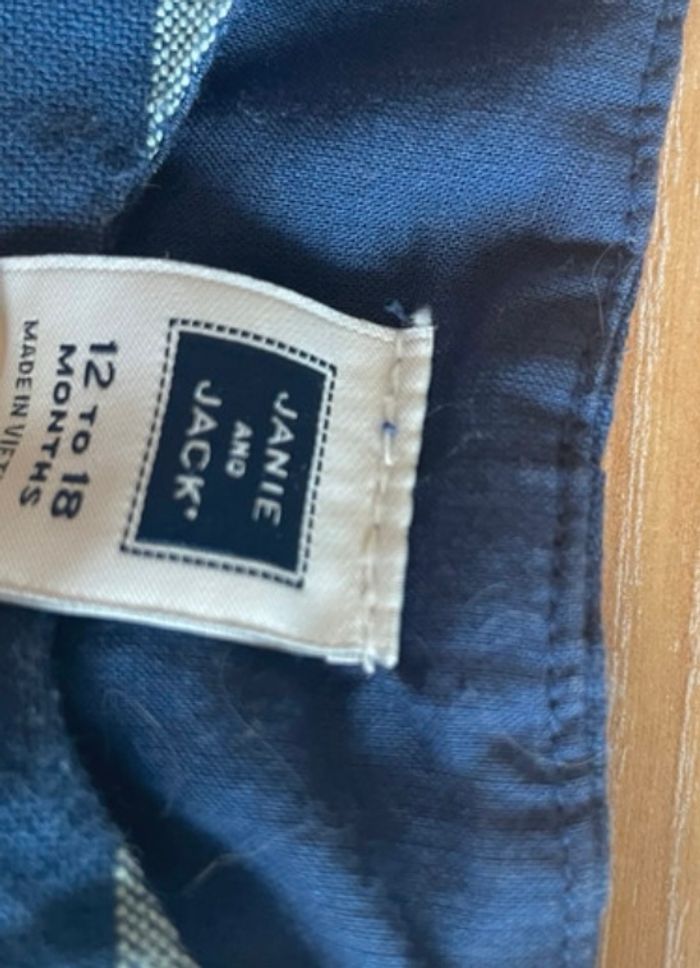 JANIE
AND
JACK
12 TO 18
MONTHS
MADE IN